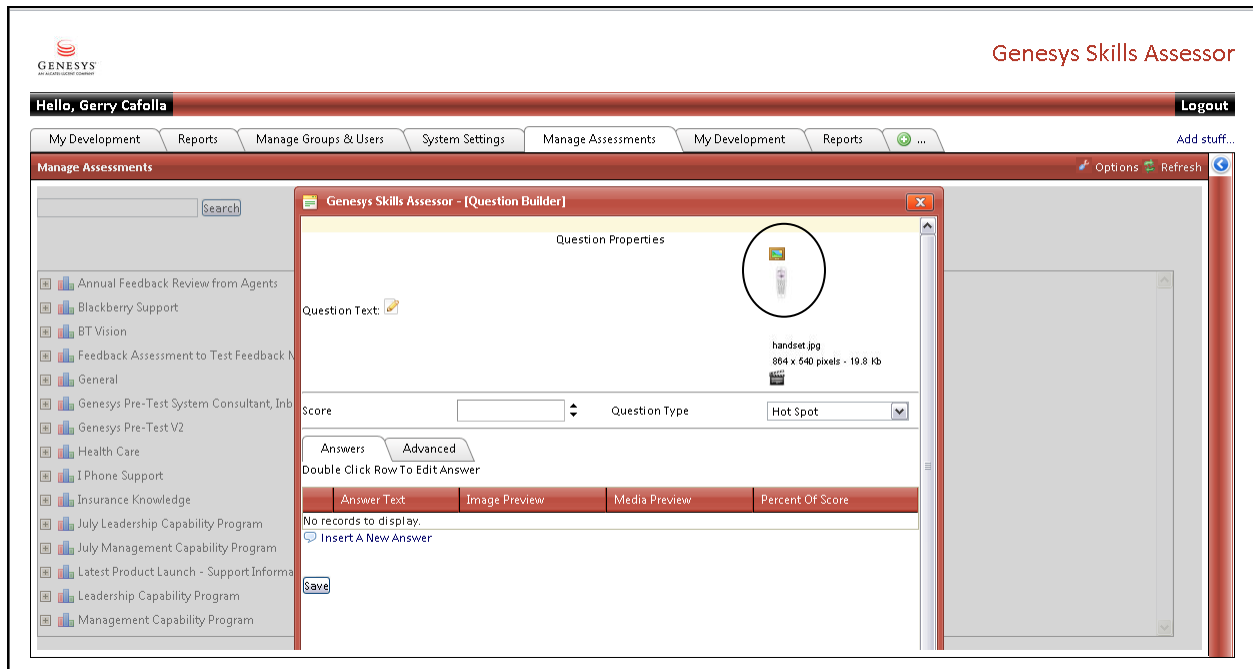 GENESYS
AN ALCATEL-LUCENT COMPANY
Genesys Skills Assessor
Hello, Gerry Cafolla
Logout
My Development
Reports
Manage Groups & Users
System Settings
Manage Assessments
My Development
Reports
...
Add stuff...
Manage Assessments
Options
Refresh
Search
Genesys Skills Assessor - [Question Builder]
X
Question Properties
Question Text:
handset.jpg
864 x 540 pixels - 19.8 Kb
Score
Question Type
Hot Spot
Answers
Advanced
Double Click Row To Edit Answer
Answer Text
Image Preview
Media Preview
Percent Of Score
No records to display.
Insert A New Answer
Save
Annual Feedback Review from Agents
Blackberry Support
BT Vision
Feedback Assessment to Test Feedback N
General
Genesys Pre-Test System Consultant, Inb
Genesys Pre-Test V2
Health Care
I Phone Support
Insurance Knowledge
July Leadership Capability Program
July Management Capability Program
Latest Product Launch - Support Informa
Leadership Capability Program
Management Capability Program